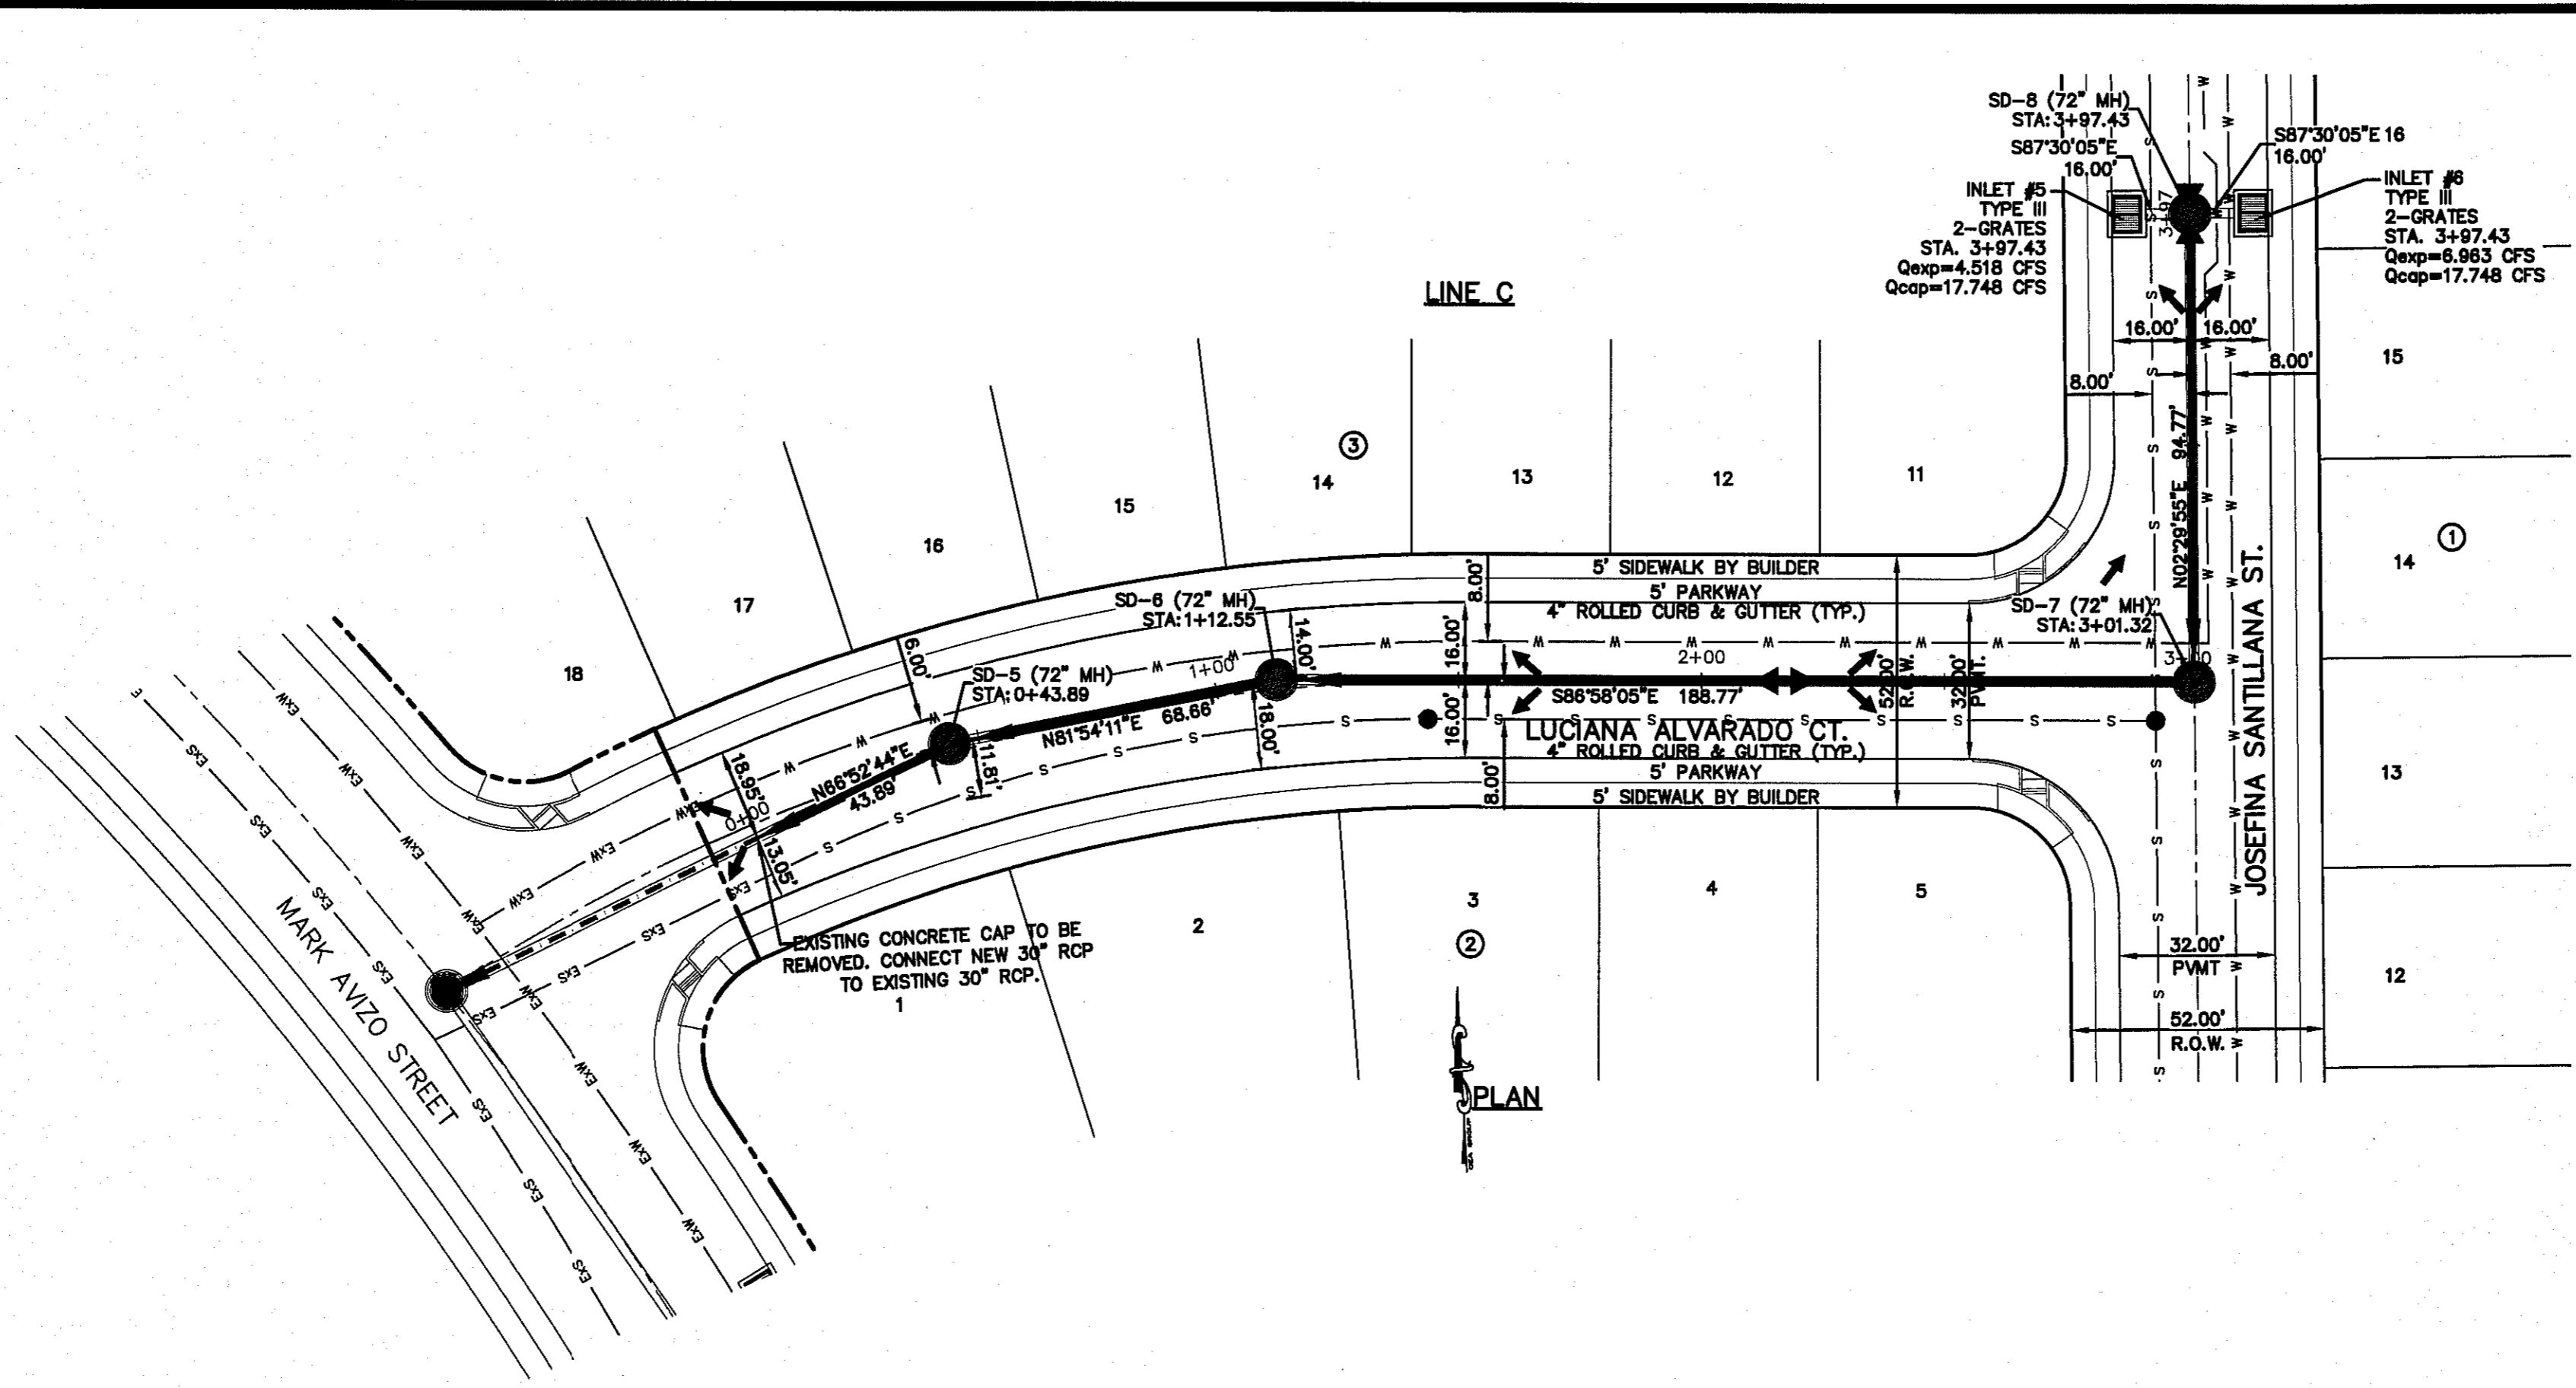 SD-8 (72" MH)
STA: 3+97.43
S87°30'05"E
16.00'
S87°30'05"E 16
16.00'
INLET #5
TYPE III
2-GRATES
STA. 3+97.43
Qexp=4.518 CFS
Qcap=17.748 CFS
INLET #6
TYPE III
2-GRATES
STA. 3+97.43
Qexp=6.963 CFS
Qcap=17.748 CFS
3+97
LINE C
16.00'
16.00'
8.00'
8.00'
15
N02°29'55"E 94.77'
3
14
13
12
11
15
16
17
18
1
14
5' SIDEWALK BY BUILDER
5' PARKWAY
4" ROLLED CURB & GUTTER (TYP.)
8.00'
SD-6 (72" MH)
STA: 1+12.55
14.00'
16.00'
SD-7 (72" MH)
STA: 3+01.32
6.00'
SD-5 (72" MH)
STA: 0+43.89
1+00
2+00
3+00
N81°54'11"E 68.66'
18.00'
16.00'
S86°58'05"E 188.77'
52.00'
R.O.W.
32.00'
PVMT.
LUCIANA ALVARADO CT.
4" ROLLED CURB & GUTTER (TYP.)
5' PARKWAY
5' SIDEWALK BY BUILDER
8.00'
JOSEFINA SANTILLANA ST.
13
N66°52'44"E
43.89'
11.81'
18.95'
0+00
13.05'
EXISTING CONCRETE CAP TO BE
REMOVED. CONNECT NEW 30" RCP
TO EXISTING 30" RCP.
1
2
3
2
4
5
32.00'
PVMT
52.00'
R.O.W.
12
MARK AVIZO STREET
PLAN
W
S
ExW
ExS